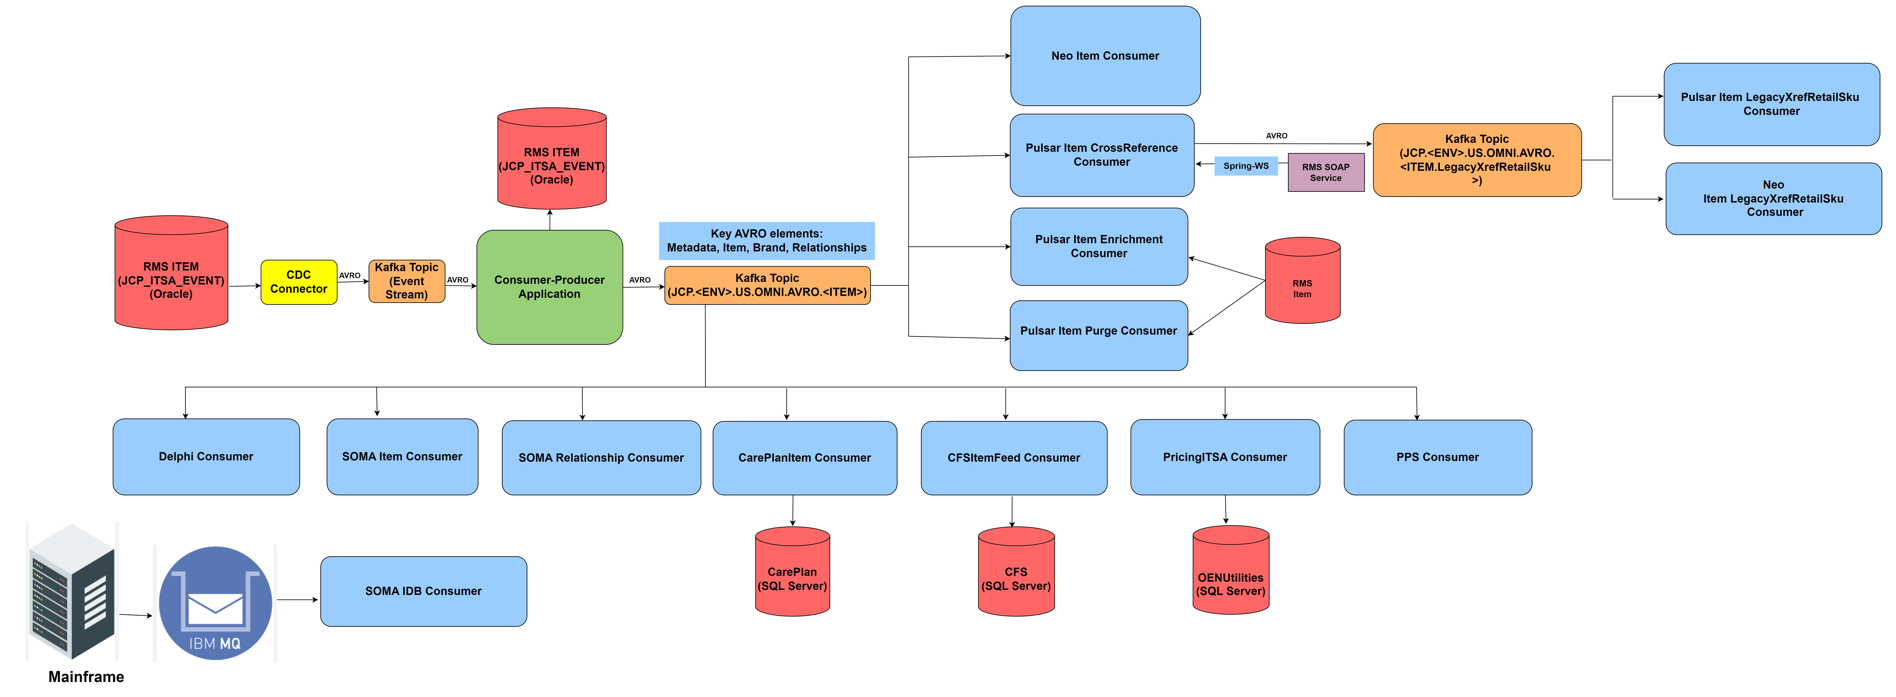 Neo Item Consumer
Pulsar Item LegacyXrefRetailSku
Consumer
RMS ITEM
(JCP_ITSA_EVENT)
(Oracle)
Pulsar Item CrossReference
Consumer
AVRO
Spring-WS
RMS SOAP
Service
Kafka Topic
(JCP.<ENV>.US.OMNI.AVRO.
<ITEM.LegacyXrefRetailSku
>)
Neo
Item LegacyXrefRetailSku
Consumer
RMS ITEM
(JCP_ITSA_EVENT)
(Oracle)
CDC
Connector
AVRO
Kafka Topic
(Event
Stream)
AVRO
Consumer-Producer
Application
AVRO
Key AVRO elements:
Metadata, Item, Brand, Relationships
Kafka Topic
(JCP.<ENV>.US.OMNI.AVRO.<ITEM>)
Pulsar Item Enrichment
Consumer
RMS
Item
Pulsar Item Purge Consumer
Delphi Consumer
SOMA Item Consumer
SOMA Relationship Consumer
CarePlanItem Consumer
CFSItemFeed Consumer
PricingITSA Consumer
PPS Consumer
CarePlan
(SQL Server)
CFS
(SQL Server)
OENUtilities
(SQL Server)
IBM MQ
SOMA IDB Consumer
Mainframe